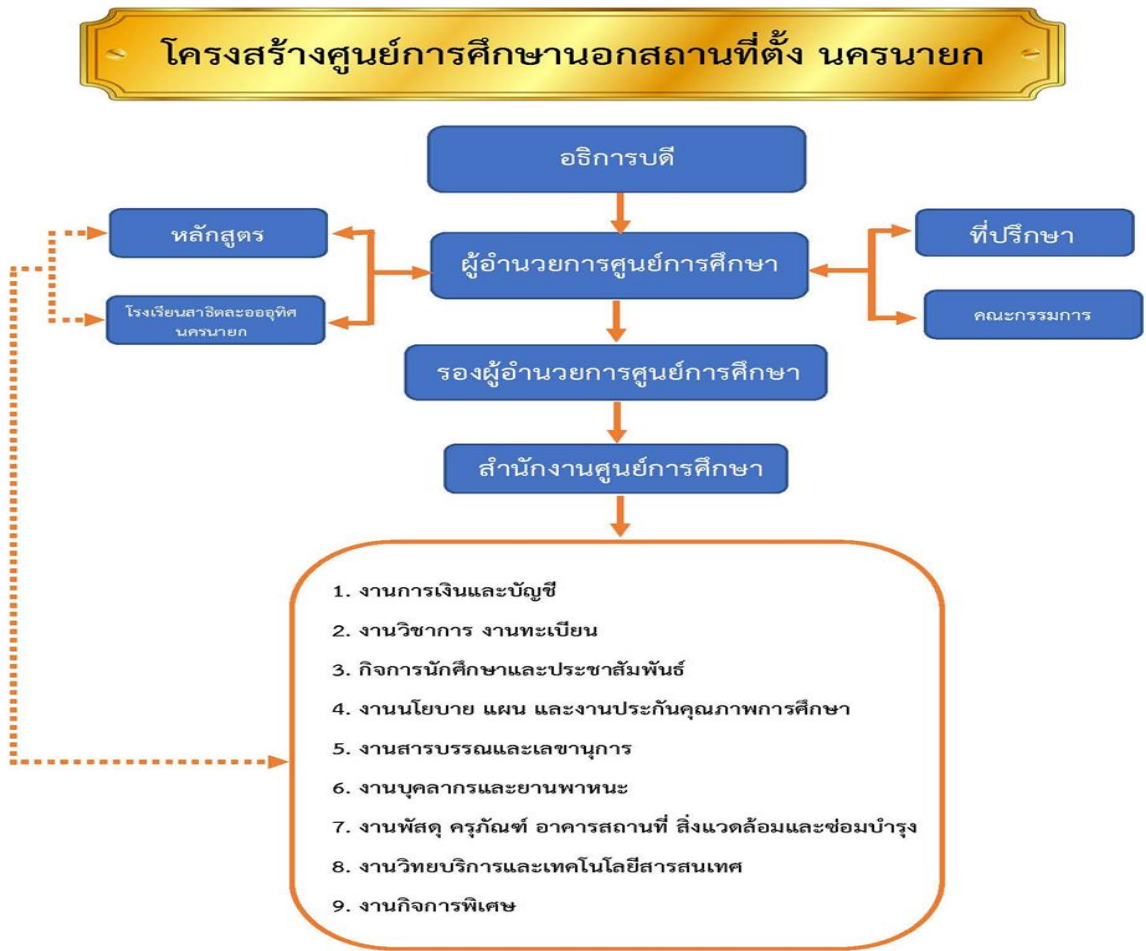 โครงสร้างศูนย์การศึกษานอกสถานที่ตั้ง นครนายก
อธิการบดี
หลักสูตร
ผู้อำนวยการศูนย์การศึกษา
ที่ปรึกษา
โรงเรียนสาธิตละอออุทิศ
นครนายก
คณะกรรมการ
รองผู้อำนวยการศูนย์การศึกษา
สำนักงานศูนย์การศึกษา
1. งานการเงินและบัญชี
2. งานวิชาการ งานทะเบียน
3. กิจการนักศึกษาและประชาสัมพันธ์
4. งานนโยบาย แผน และงานประกันคุณภาพการศึกษา
5. งานสารบรรณและเลขานุการ
6. งานบุคลากรและยานพาหนะ
7. งานพัสดุ ครุภัณฑ์ อาคารสถานที่ สิ่งแวดล้อมและซ่อมบำรุง
8. งานวิทยบริการและเทคโนโลยีสารสนเทศ
9. งานกิจการพิเศษ